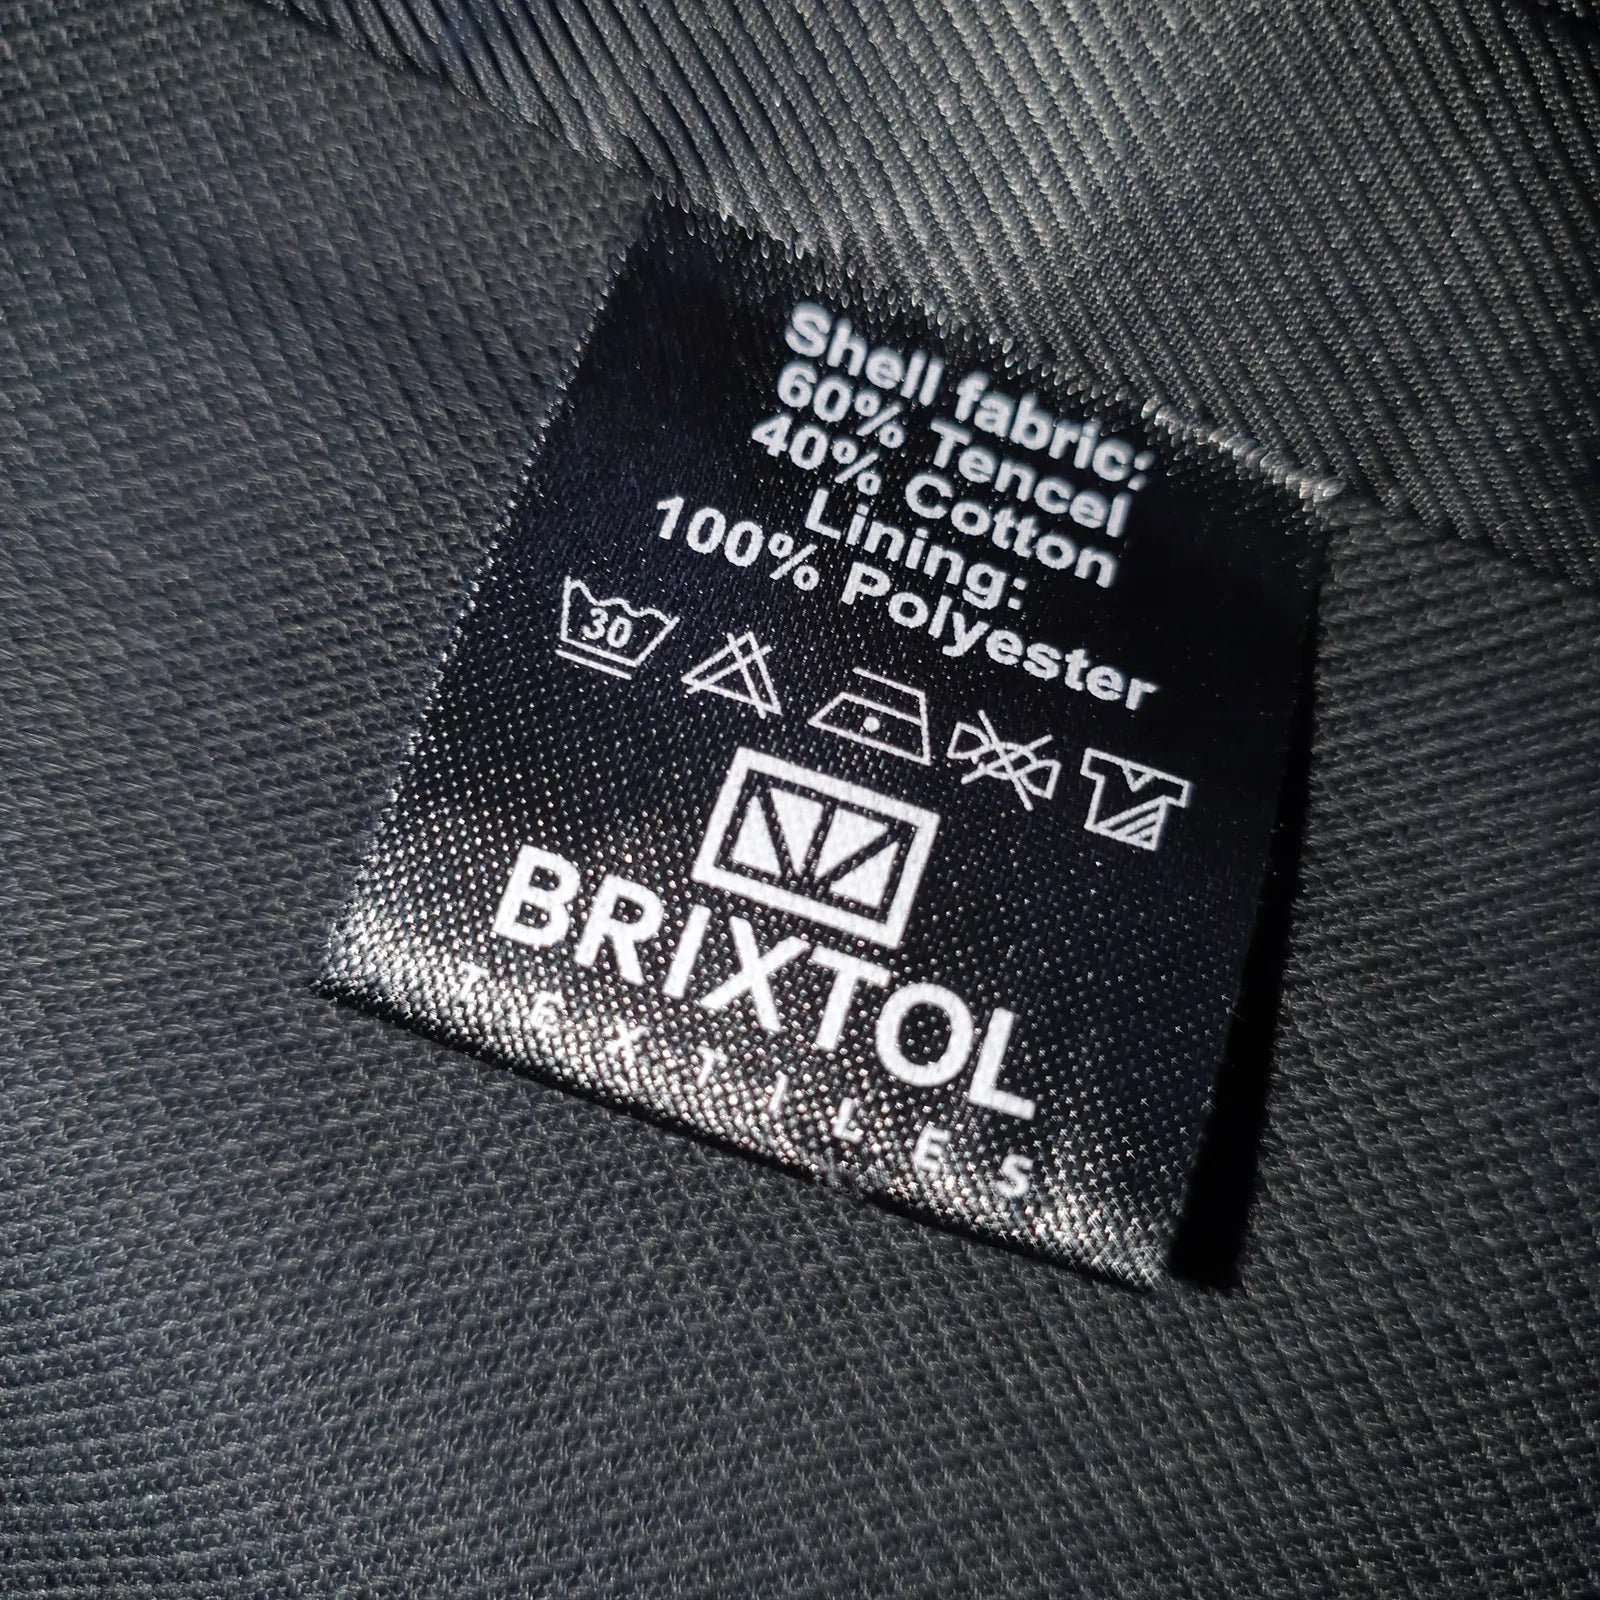 Shell fabric:
60% Tencel
40% Cotton
Lining:
100% Polyester
30
BRIXTOL
TEXTILES